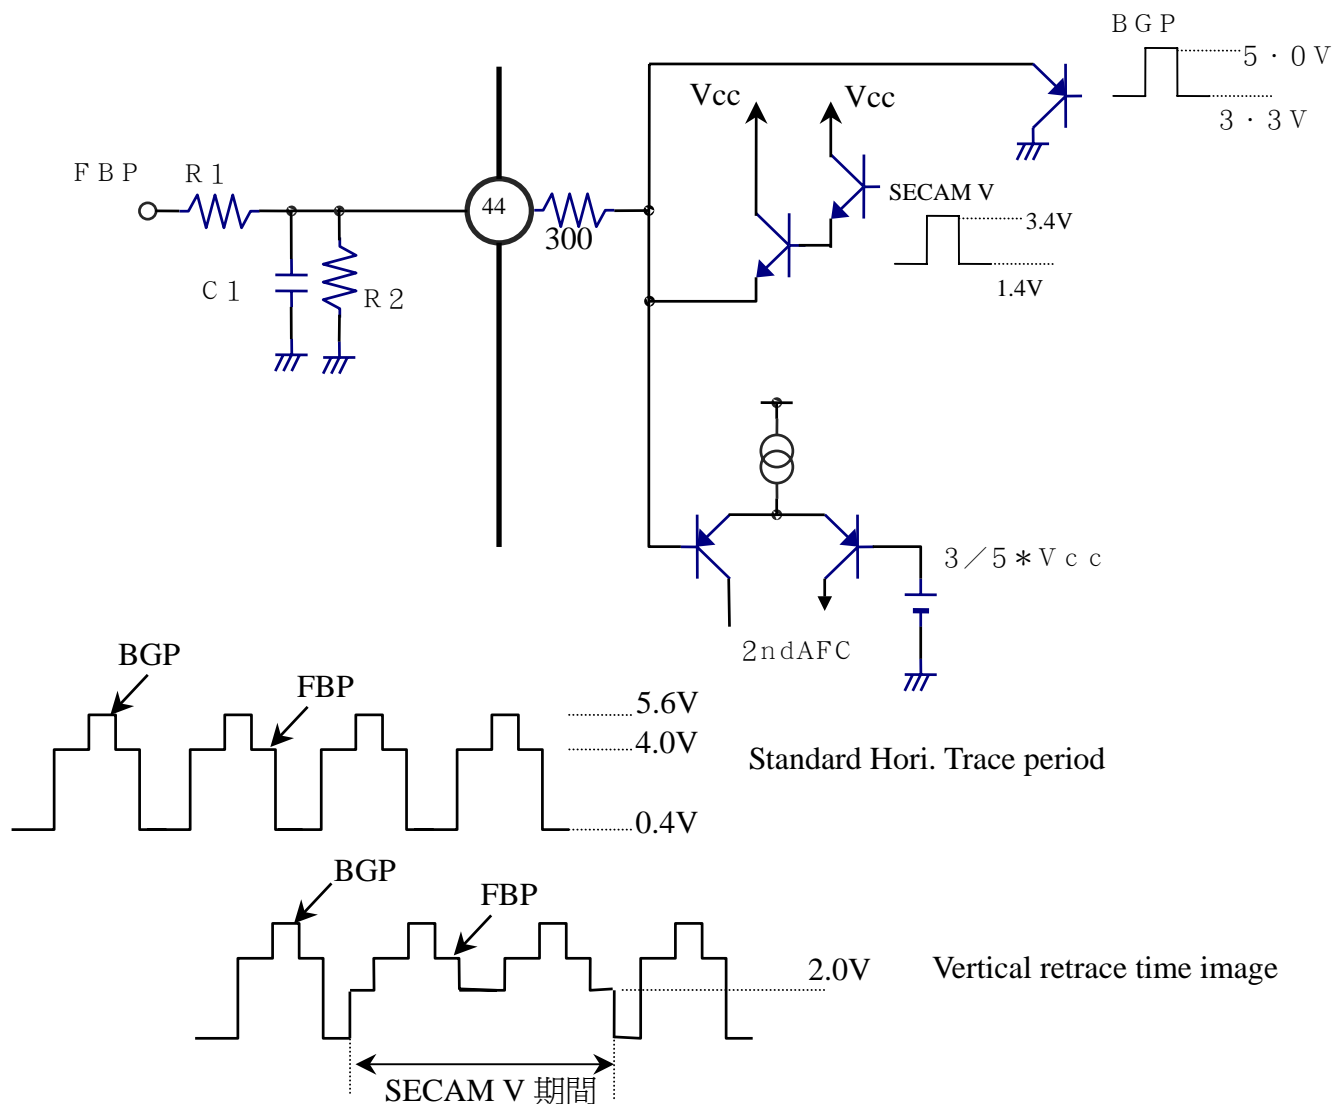 ＢＧＰ
５．０Ｖ
３．３Ｖ
Vcc
Vcc
ＦＢＰ
Ｒ１
44
300
SECAM V
3.4V
1.4V
Ｃ１
Ｒ２
３／５＊Ｖｃｃ
２ｎｄＡＦＣ
BGP
FBP
5.6V
4.0V
Standard Hori. Trace period
0.4V
BGP
FBP
2.0V
Vertical retrace time image
SECAM V 期間